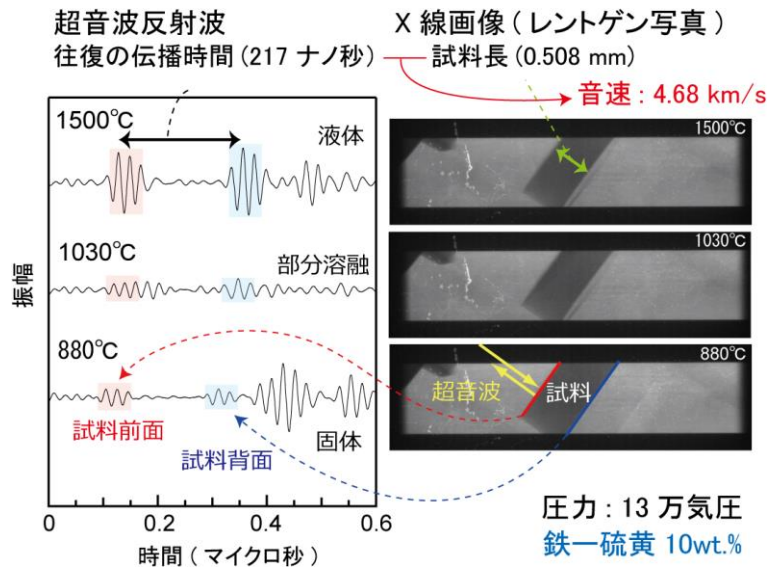 超音波反射波
往復の伝播時間 (217 ナノ秒)
X 線画像 ( レントゲン写真 )
試料長 (0.508 mm)
音速 : 4.68 km/s
1500℃
液体
1030℃
部分溶融
880℃
試料前面
試料背面
固体
振幅
0
0.2
0.4
0.6
時間 ( マイクロ秒 )
1500℃
1030℃
880℃
超音波
試料
圧力 : 13 万気圧
鉄ー硫黄 10wt.%